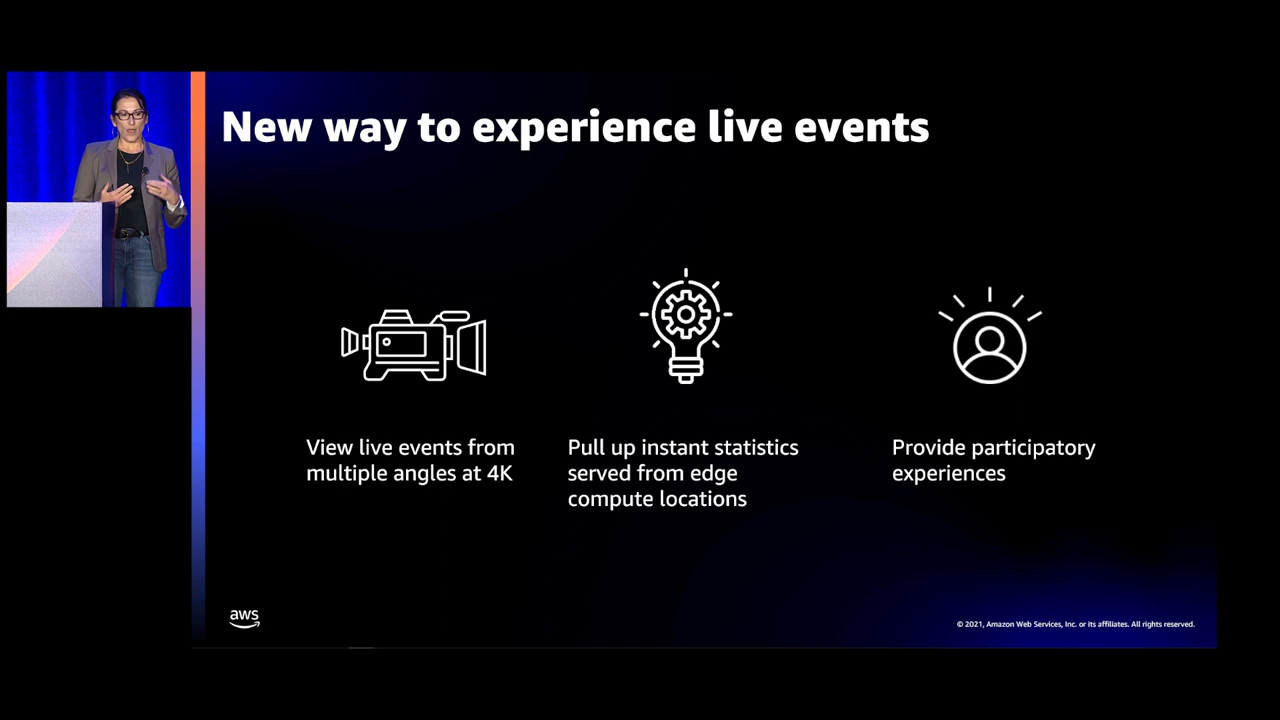 New way to experience live events
View live events from
multiple angles at 4K
Pull up instant statistics
served from edge
compute locations
Provide participatory
experiences
aws
© 2021, Amazon Web Services, Inc. or its affiliates. All rights reserved.